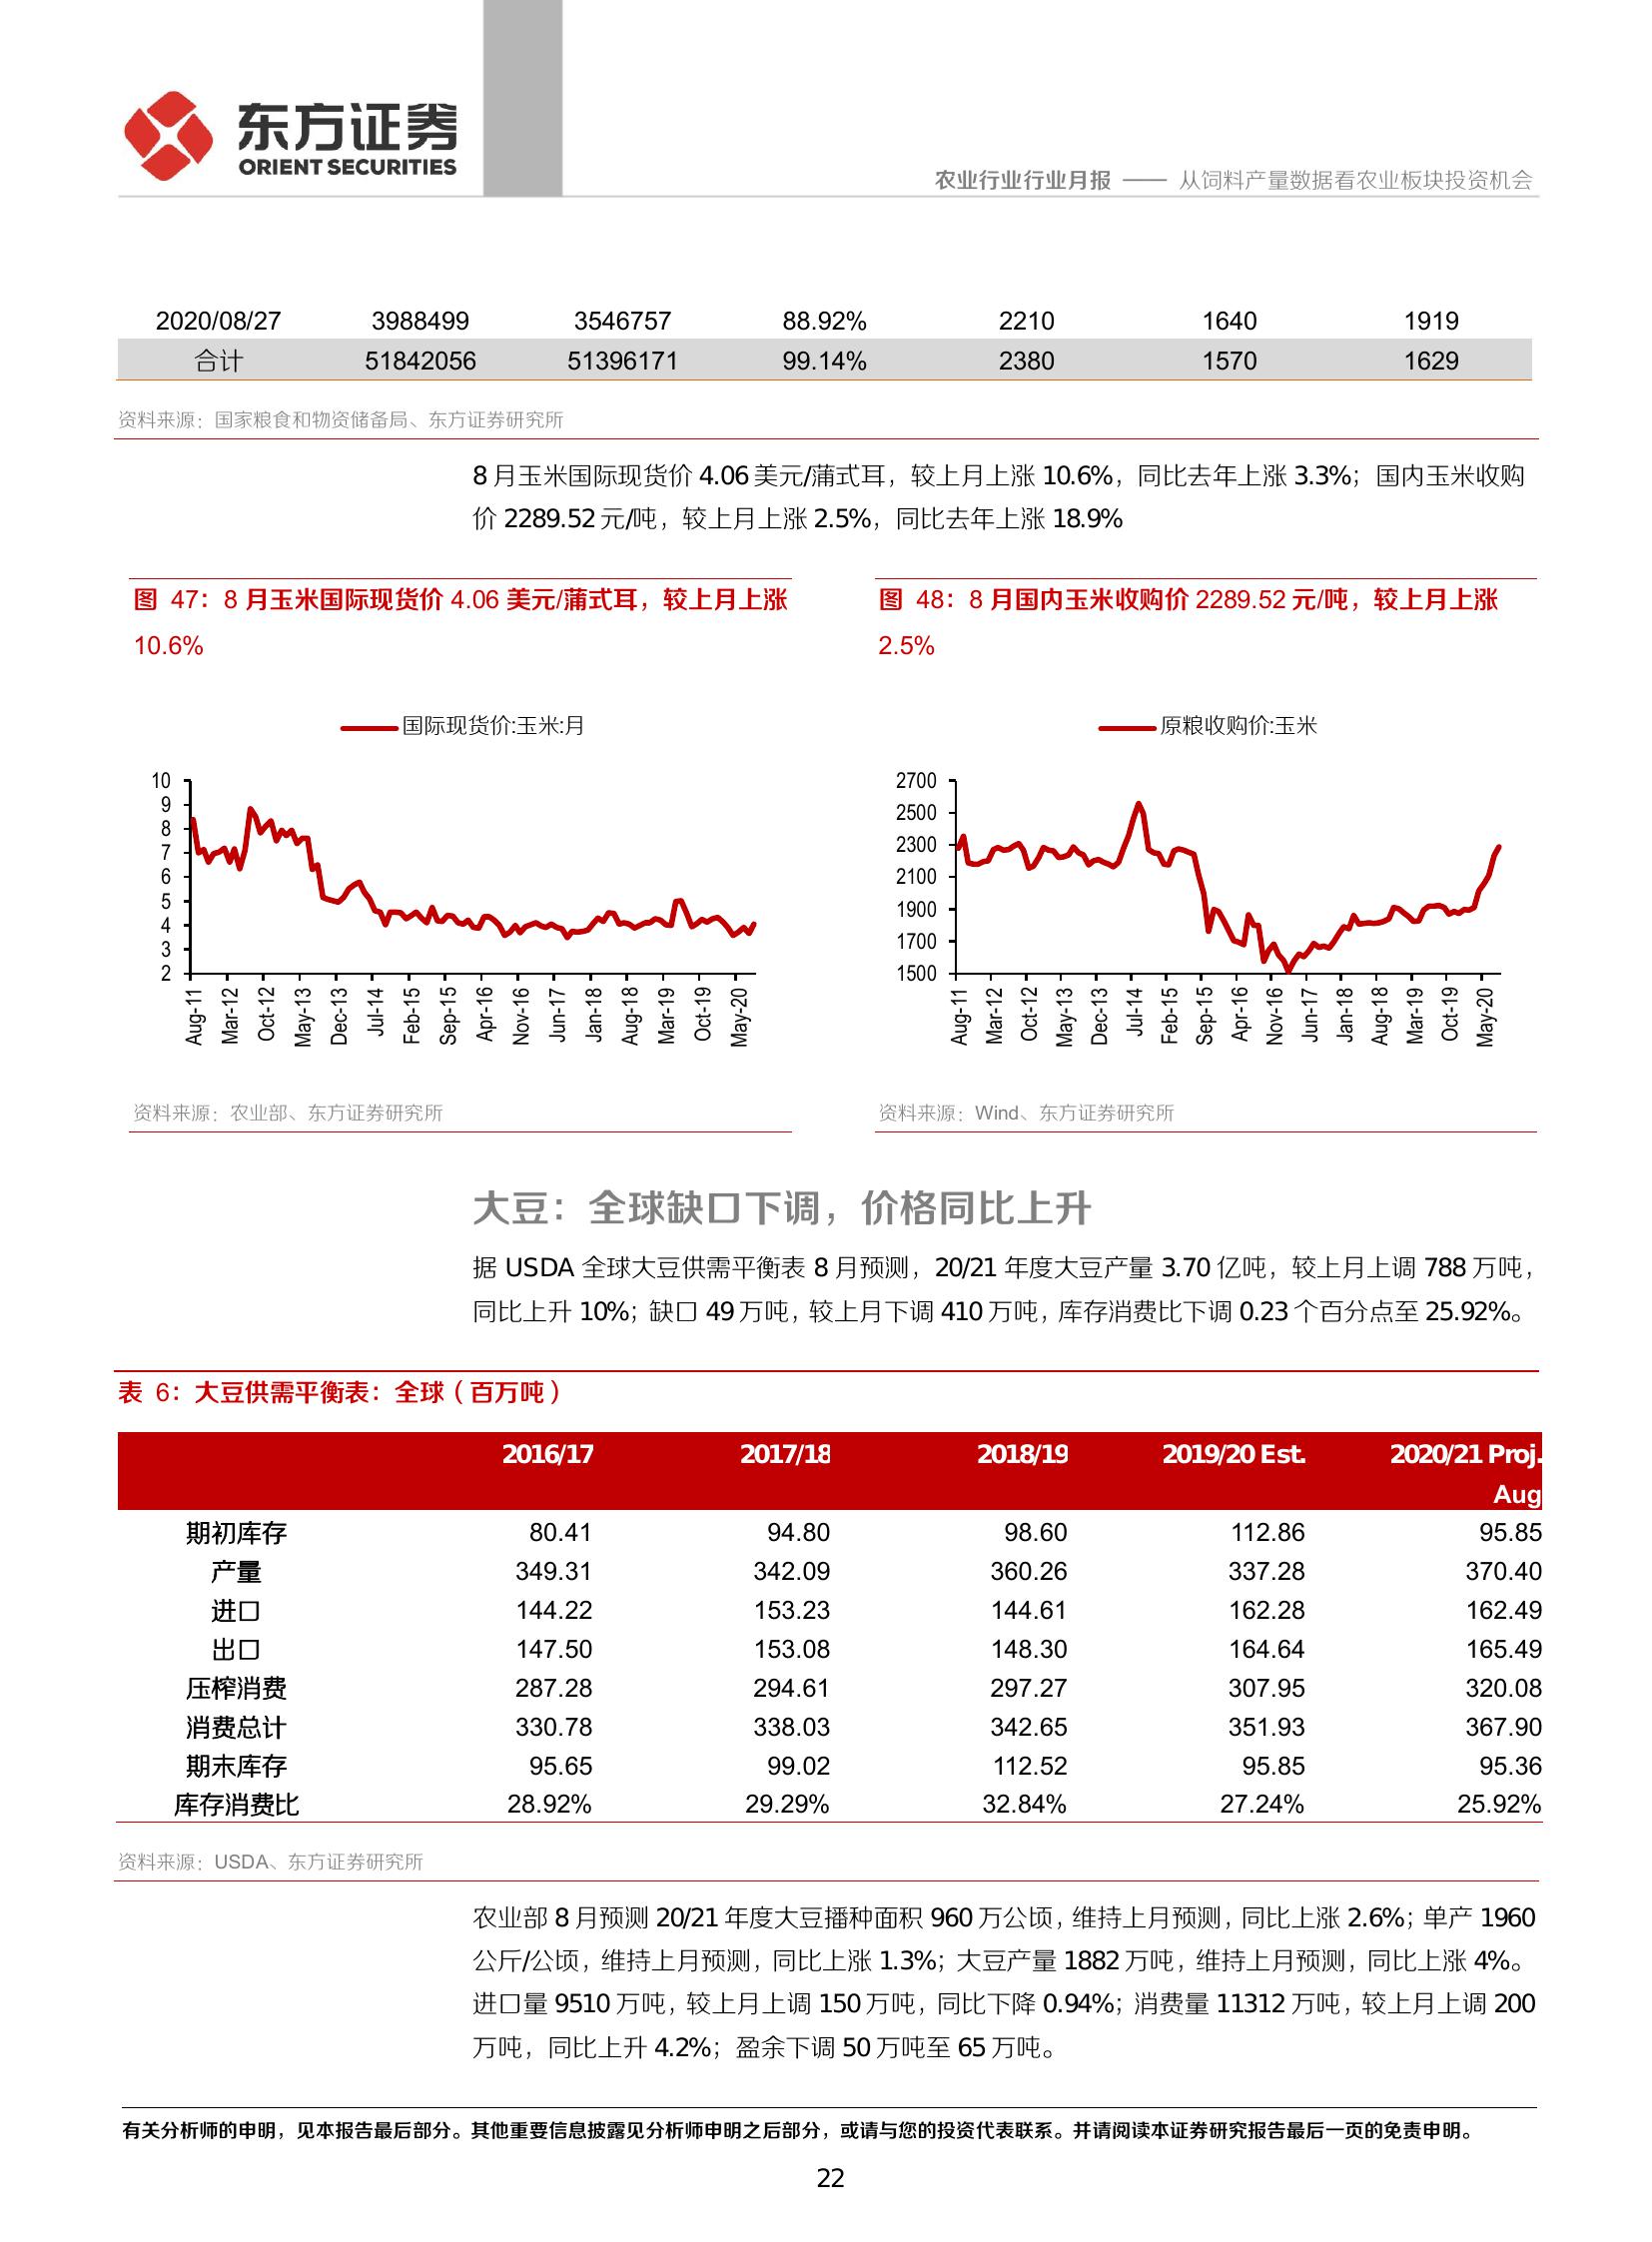 东方证券
ORIENT SECURITIES
农业行业行业月报 —— 从饲料产量数据看农业板块投资机会
2020/08/27 3988499 3546757 88.92% 2210 1640 1919
合计 51842056 51396171 99.14% 2380 1570 1629
资料来源：国家粮食和物资储备局、东方证券研究所
8月玉米国际现货价 4.06 美元/蒲式耳，较上月上涨 10.6%，同比去年上涨 3.3%；国内玉米收购
价 2289.52 元/吨，较上月上涨 2.5%，同比去年上涨 18.9%
图 47：8 月玉米国际现货价 4.06 美元/蒲式耳，较上月上涨
10.6%
国际现货价:玉米:月
10
9
8
7
6
5
4
3
2
Aug-11 Mar-12 Oct-12 May-13 Dec-13 Jul-14 Feb-15 Sep-15 Apr-16 Nov-16 Jun-17 Jan-18 Aug-18 Mar-19 Oct-19 May-20
资料来源：农业部、东方证券研究所
图 48：8 月国内玉米收购价 2289.52 元/吨，较上月上涨
2.5%
原粮收购价:玉米
2700
2500
2300
2100
1900
1700
1500
Aug-11 Mar-12 Oct-12 May-13 Dec-13 Jul-14 Feb-15 Sep-15 Apr-16 Nov-16 Jun-17 Jan-18 Aug-18 Mar-19 Oct-19 May-20
资料来源：Wind、东方证券研究所
大豆：全球缺口下调，价格同比上升
据 USDA 全球大豆供需平衡表 8 月预测，20/21 年度大豆产量 3.70 亿吨，较上月上调 788 万吨，
同比上升 10%；缺口 49 万吨，较上月下调 410 万吨，库存消费比下调 0.23 个百分点至 25.92%。
表 6：大豆供需平衡表：全球（百万吨）
2016/17 2017/18 2018/19 2019/20 Est. 2020/21 Proj.
Aug
期初库存 80.41 94.80 98.60 112.86 95.85
产量 349.31 342.09 360.26 337.28 370.40
进口 144.22 153.23 144.61 162.28 162.49
出口 147.50 153.08 148.30 164.64 165.49
压榨消费 287.28 294.61 297.27 307.95 320.08
消费总计 330.78 338.03 342.65 351.93 367.90
期末库存 95.65 99.02 112.52 95.85 95.36
库存消费比 28.92% 29.29% 32.84% 27.24% 25.92%
资料来源：USDA、东方证券研究所
农业部 8 月预测 20/21 年度大豆播种面积 960 万公顷，维持上月预测，同比上涨 2.6%；单产 1960
公斤/公顷，维持上月预测，同比上涨 1.3%；大豆产量 1882 万吨，维持上月预测，同比上涨 4%。
进口量 9510 万吨，较上月上调 150 万吨，同比下降 0.94%；消费量 11312 万吨，较上月上调 200
万吨，同比上升 4.2%；盈余下调 50 万吨至 65 万吨。
有关分析师的申明，见本报告最后部分。其他重要信息披露见分析师申明之后部分，或请与您的投资代表联系。并请阅读本证券研究报告最后一页的免责申明。
22